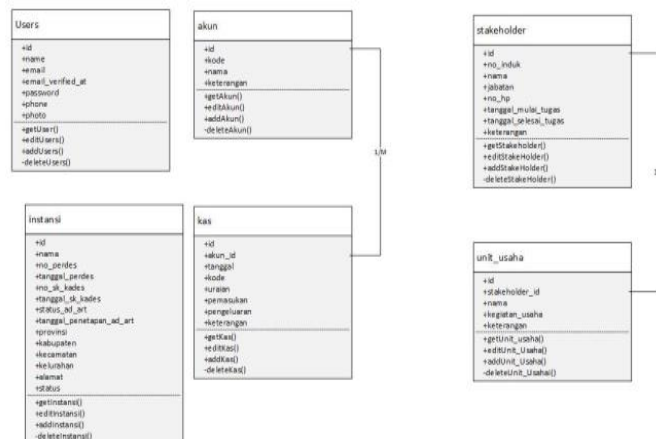 Users
+id
+name
+email
+email_verified_at
+password
+phone
+photo
+getUser()
+editUsers()
+addUsers()
-deleteUsers()
akun
+id
+kode
+nama
+keterangan
+getAkun()
+editAkun()
+addAkun()
-deleteAkun()
1/M
instansi
+id
+nama
+no_perdes
+tanggal_perdes
+no_sk_kades
+tanggal_sk_kades
+status_ad_art
+tanggal_penetapan_ad_art
+provinsi
+kabupaten
+kecamatan
+kelurahan
+alamat
+status
+getInstansi()
+editInstansi()
+addInstansi()
-deleteInstansi()
kas
+id
+akun_id
+tanggal
+kode
+uraian
+pemasukan
+pengeluaran
+keterangan
+getKas()
+editKas()
+addKas()
-deleteKas()
stakeholder
+id
+no_induk
+nama
+jabatan
+no_hp
+tanggal_mulai_tugas
+tanggal_selesai_tugas
+keterangan
+getStakeholder()
+editStakeHolder()
+addStakeHolder()
-deleteStakeHolder()
unit_usaha
+id
+stakeholder_id
+nama
+kegiatan_usaha
+keterangan
+getUnit_usaha()
+editUnit_Usaha()
+addUnit_Usaha()
-deleteUnit_Usaha()